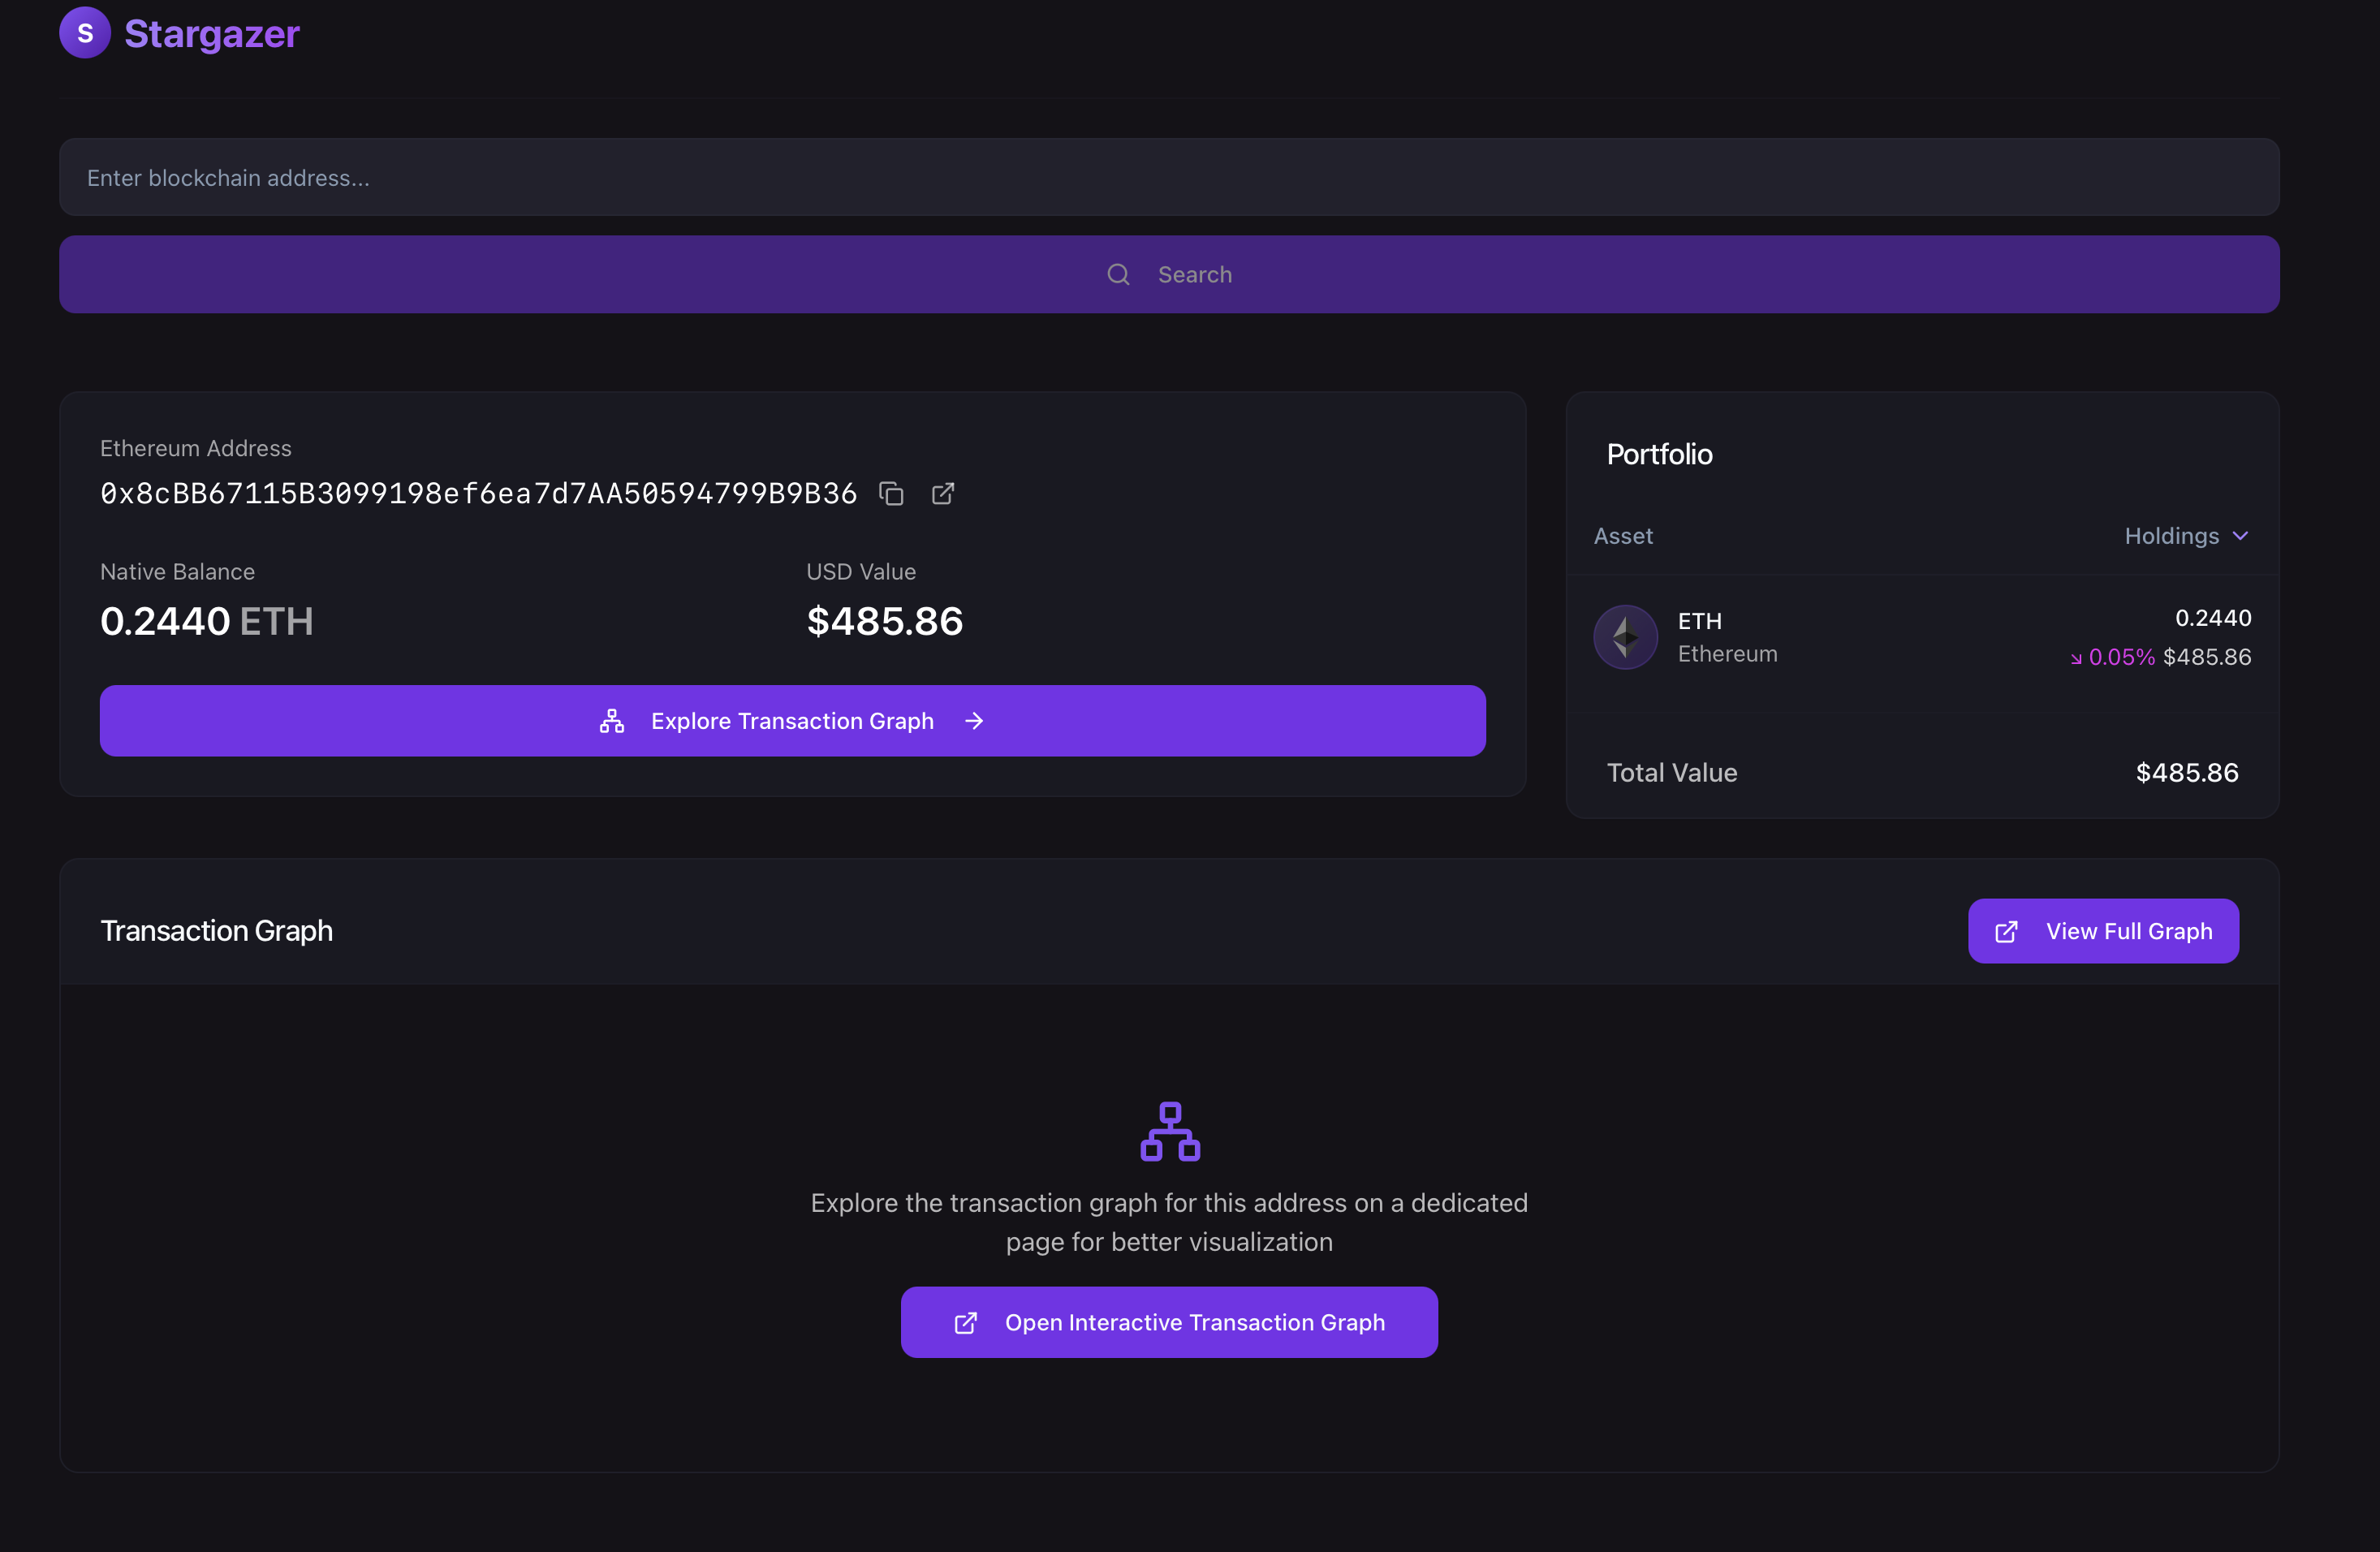 S Stargazer
Enter blockchain address...
Search
Ethereum Address
0x8cBB67115B3099198ef6ea7d7AA50594799B9B36
Native Balance
0.2440 ETH
USD Value
$485.86
Explore Transaction Graph
Portfolio
Asset Holdings
ETH
Ethereum
0.2440
0.05% $485.86
Total Value $485.86
Transaction Graph
View Full Graph
Explore the transaction graph for this address on a dedicated
page for better visualization
Open Interactive Transaction Graph